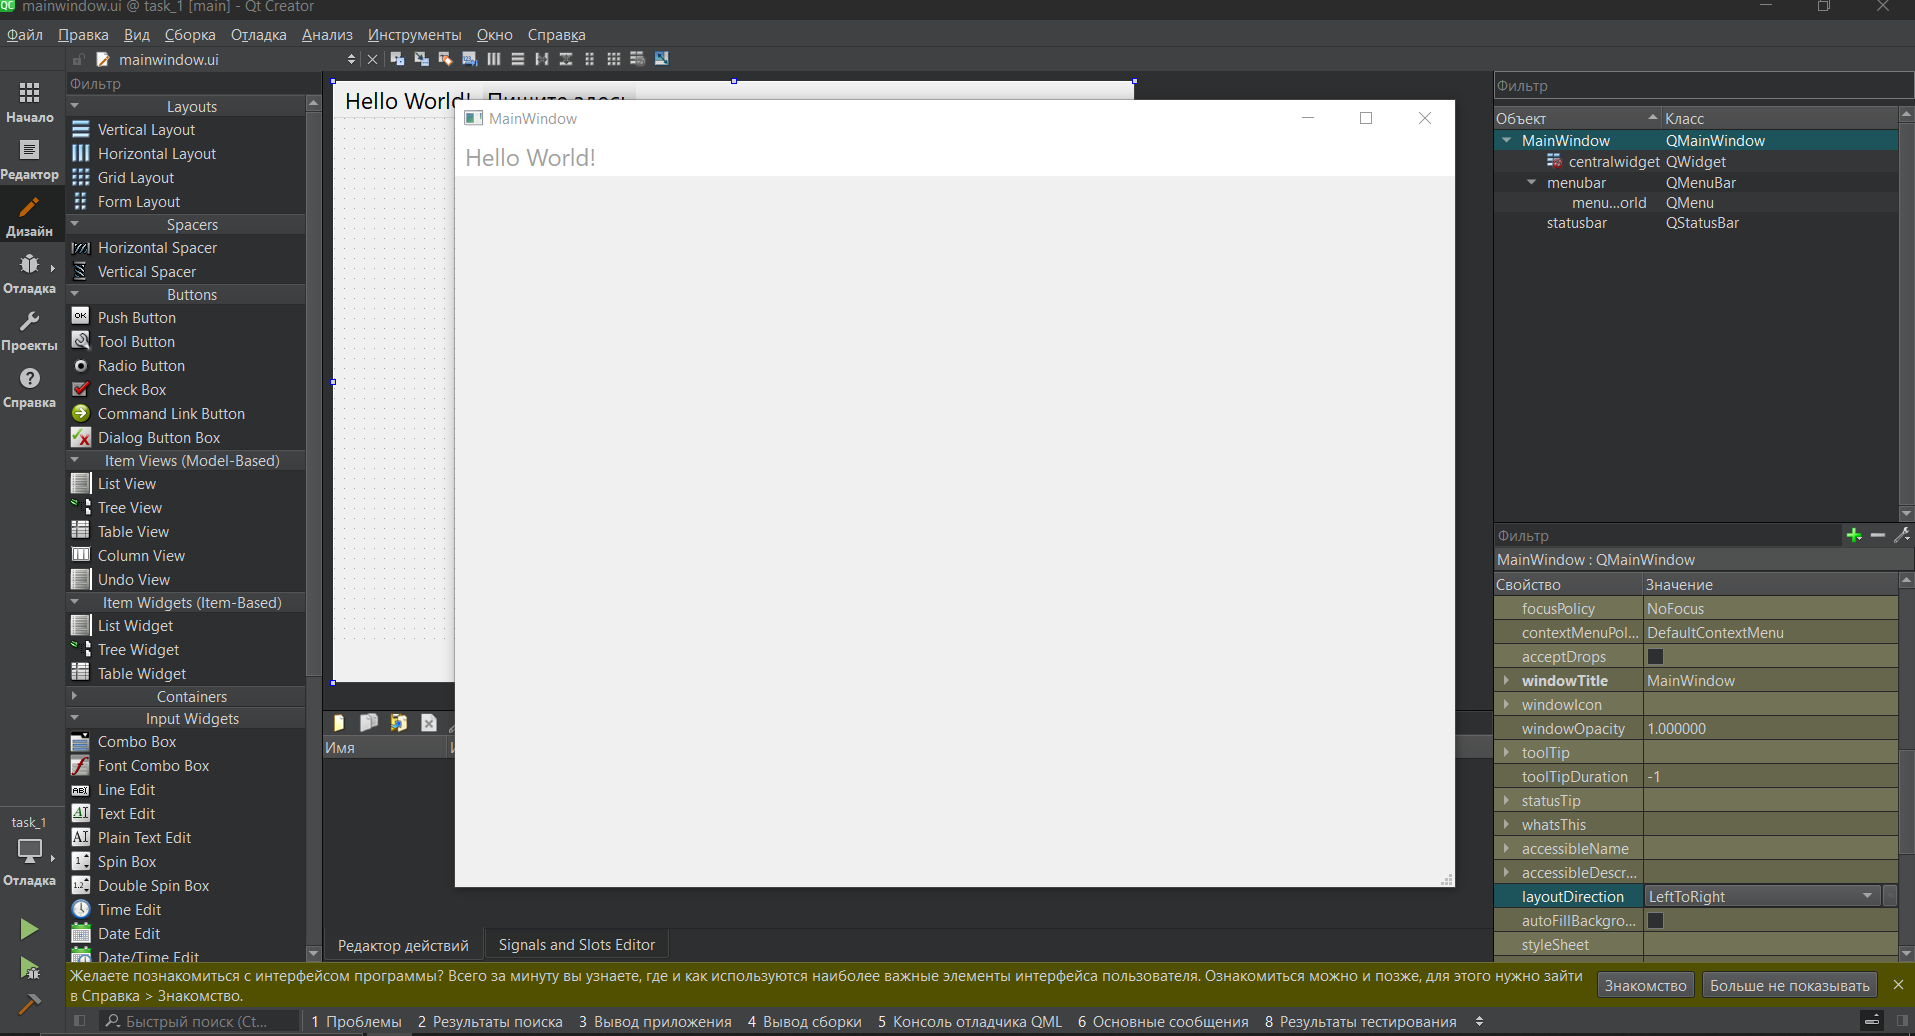 mainwindow.ui @ task_1 [main] - Qt Creator
Файл Правка Вид Сборка Отладка Анализ Инструменты Окно Справка
mainwindow.ui
Начало
Редактор
Дизайн
Отладка
Проекты
Справка
task_1
Отладка
Фильтр
Layouts
Vertical Layout
Horizontal Layout
Grid Layout
Form Layout
Spacers
Horizontal Spacer
Vertical Spacer
Buttons
Push Button
Tool Button
Radio Button
Check Box
Command Link Button
Dialog Button Box
Item Views (Model-Based)
List View
Tree View
Table View
Column View
Undo View
Item Widgets (Item-Based)
List Widget
Tree Widget
Table Widget
Containers
Input Widgets
Combo Box
Font Combo Box
Line Edit
Text Edit
Plain Text Edit
Spin Box
Double Spin Box
Time Edit
Date Edit
Date/Time Edit
Hello World! Пишите здесь
MainWindow
Hello World!
Имя
Редактор действий Signals and Slots Editor
Фильтр
Объект Класс
MainWindow QMainWindow
centralwidget QWidget
menubar QMenuBar
menu...orld QMenu
statusbar QStatusBar
Фильтр
MainWindow : QMainWindow
Свойство Значение
focusPolicy NoFocus
contextMenuPol... DefaultContextMenu
acceptDrops
windowTitle MainWindow
windowIcon
windowOpacity 1.000000
toolTip
toolTipDuration -1
statusTip
whatsThis
accessibleName
accessibleDescr...
layoutDirection LeftToRight
autoFillBackgro...
styleSheet
Желаете познакомиться с интерфейсом программы? Всего за минуту вы узнаете, где и как используются наиболее важные элементы интерфейса пользователя. Ознакомиться можно и позже, для этого нужно зайти
в Справка > Знакомство.
Знакомство Больше не показывать
Быстрый поиск (Ct... 1 Проблемы 2 Результаты поиска 3 Вывод приложения 4 Вывод сборки 5 Консоль отладчика QML 6 Основные сообщения 8 Результаты тестирования